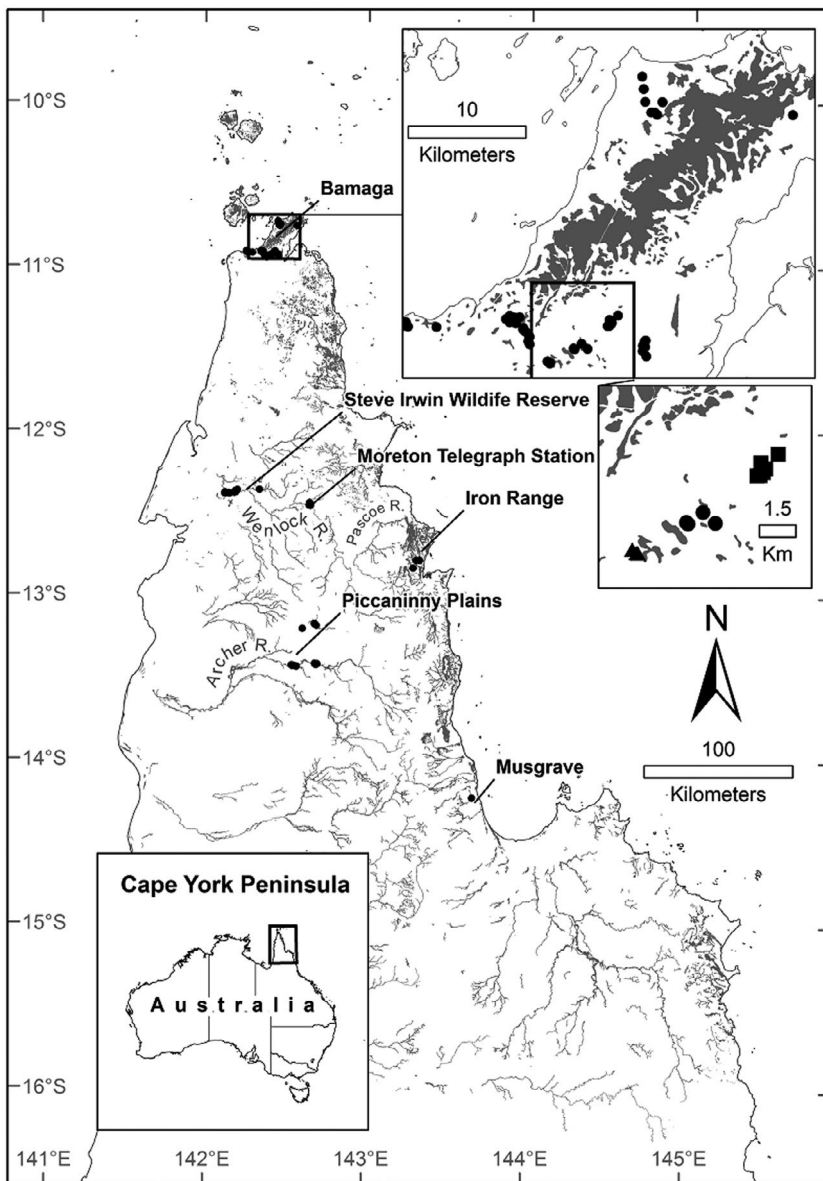 10°S
11°S
12°S
13°S
14°S
15°S
16°S
141°E
142°E
143°E
144°E
145°E
Bamaga
Steve Irwin Wildlife Reserve
Moreton Telegraph Station
Iron Range
Wenlock R.
Pascoe R.
Piccaninny Plains
Archer R.
Musgrave
10
Kilometers
1.5
Km
N
100
Kilometers
Cape York Peninsula
Australia